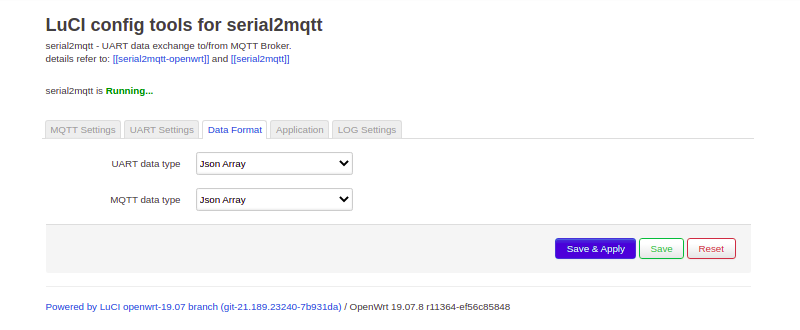 LuCI config tools for serial2mqtt
serial2mqtt - UART data exchange to/from MQTT Broker.
details refer to: [[serial2mqtt-openwrt]] and [[serial2mqtt]]
serial2mqtt is Running...
MQTT Settings UART Settings Data Format Application LOG Settings
UART data type Json Array
MQTT data type Json Array
Save & Apply Save Reset
Powered by LuCI openwrt-19.07 branch (git-21.189.23240-7b931da) / OpenWrt 19.07.8 r11364-ef56c85848